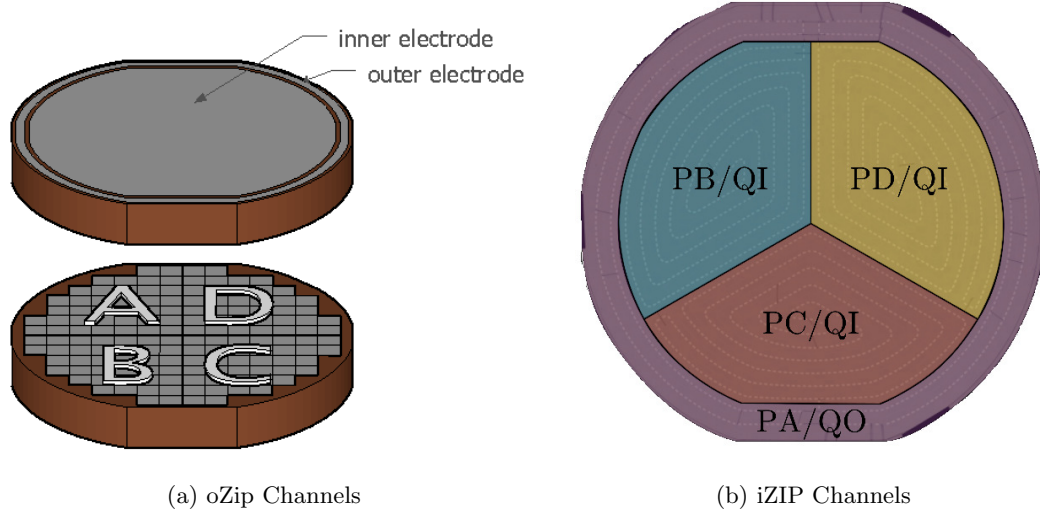 inner electrode
outer electrode
A D
B C
PB/QI PD/QI
PC/QI
PA/QO
(a) oZip Channels
(b) iZIP Channels